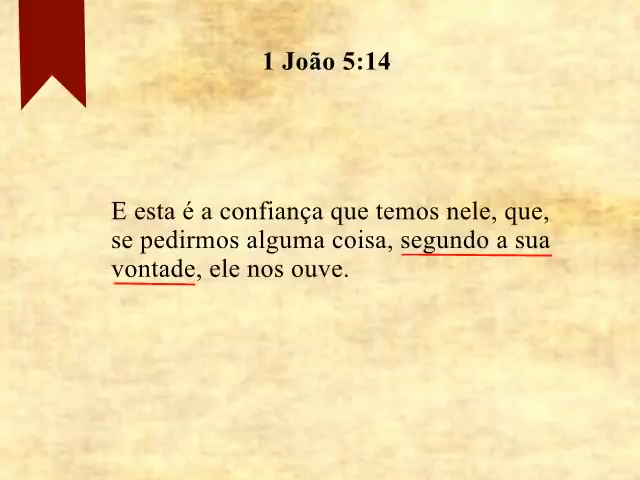 1 João 5:14
E esta é a confiança que temos nele, que,
se pedirmos alguma coisa, segundo a sua
vontade, ele nos ouve.